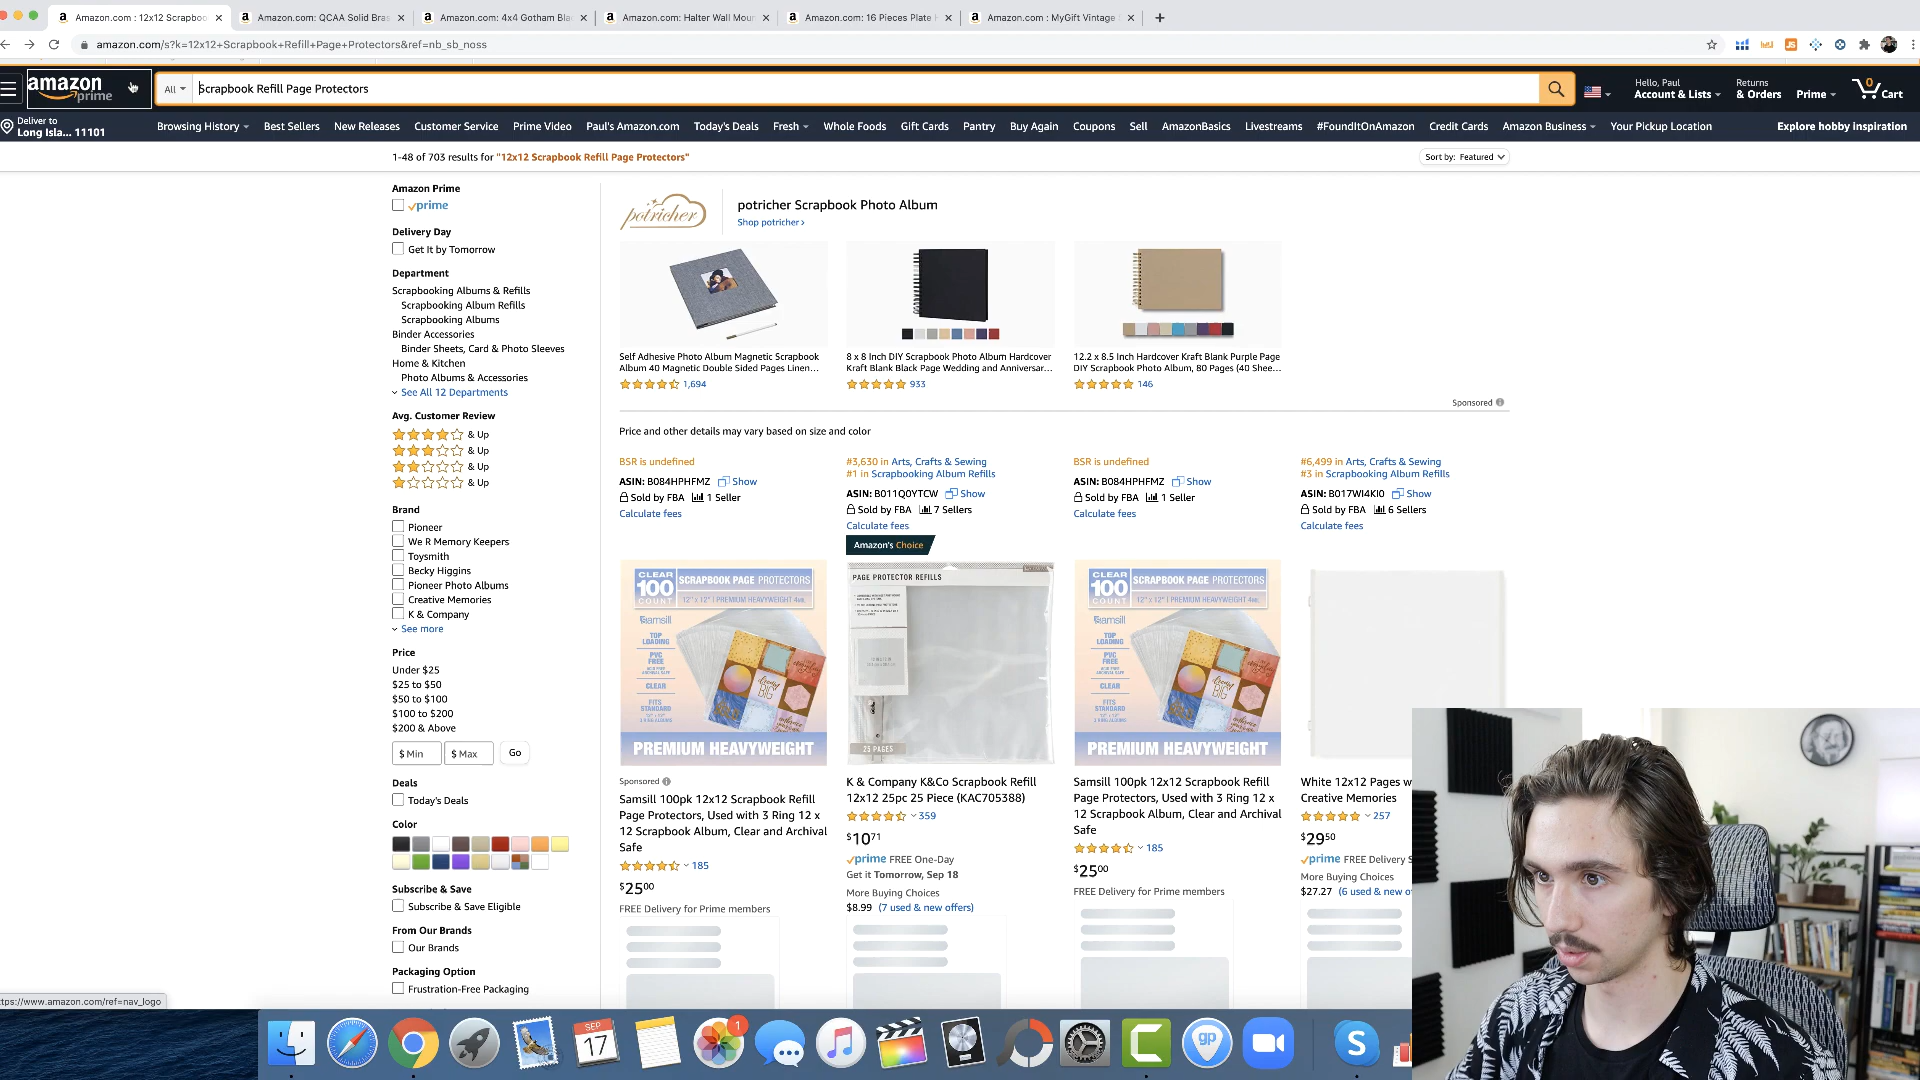 Amazon.com : 12x12 Scrapboo
Amazon.com: QCAA Solid Bras
Amazon.com: 4x4 Gotham Bla
Amazon.com: Halter Wall Moun
Amazon.com: 16 Pieces Plate H
Amazon.com : MyGift Vintage
amazon.com/s?k=12x12+Scrapbook+Refill+Page+Protectors&ref=nb_sb_noss
amazon
prime
All
Scrapbook Refill Page Protectors
Hello, Paul
Account & Lists
Returns
& Orders
Prime
0
Cart
Deliver to
Long Isla... 11101
Browsing History
Best Sellers
New Releases
Customer Service
Prime Video
Paul's Amazon.com
Today's Deals
Fresh
Whole Foods
Gift Cards
Pantry
Buy Again
Coupons
Sell
AmazonBasics
Livestreams
#FoundItOnAmazon
Credit Cards
Amazon Business
Your Pickup Location
Explore hobby inspiration
1-48 of 703 results for "12x12 Scrapbook Refill Page Protectors"
Sort by: Featured
Amazon Prime
prime
Delivery Day
Get It by Tomorrow
Department
Scrapbooking Albums & Refills
Scrapbooking Album Refills
Scrapbooking Albums
Binder Accessories
Binder Sheets, Card & Photo Sleeves
Home & Kitchen
Photo Albums & Accessories
See All 12 Departments
Avg. Customer Review
& Up
& Up
& Up
& Up
Brand
Pioneer
We R Memory Keepers
Toysmith
Becky Higgins
Pioneer Photo Albums
Creative Memories
K & Company
See more
Price
Under $25
$25 to $50
$50 to $100
$100 to $200
$200 & Above
$ Min
$ Max
Go
Deals
Today's Deals
Color
Subscribe & Save
Subscribe & Save Eligible
From Our Brands
Our Brands
Packaging Option
Frustration-Free Packaging
potricher
potricher Scrapbook Photo Album
Shop potricher ›
Self Adhesive Photo Album Magnetic Scrapbook
Album 40 Magnetic Double Sided Pages Linen...
1,694
8 x 8 Inch DIY Scrapbook Photo Album Hardcover
Kraft Blank Black Page Wedding and Anniversar...
933
12.2 x 8.5 Inch Hardcover Kraft Blank Purple Page
DIY Scrapbook Photo Album, 80 Pages (40 Shee...
146
Sponsored
Price and other details may vary based on size and color
BSR is undefined
ASIN: B084HPHFMZ Show
Sold by FBA 1 Seller
Calculate fees
CLEAR
100
COUNT
SCRAPBOOK PAGE PROTECTORS
12" x 12" | PREMIUM HEAVYWEIGHT 4MIL
Samsill
TOP
LOADING
PVC
FREE
CLEAR
FITS
STANDARD
PREMIUM HEAVYWEIGHT
Sponsored
Samsill 100pk 12x12 Scrapbook Refill
Page Protectors, Used with 3 Ring 12 x
12 Scrapbook Album, Clear and Archival
Safe
185
$25 00
FREE Delivery for Prime members
#3,630 in Arts, Crafts & Sewing
#1 in Scrapbooking Album Refills
ASIN: B011Q0YTCW Show
Sold by FBA 7 Sellers
Calculate fees
Amazon's Choice
PAGE PROTECTOR REFILLS
25 PAGES
K & Company K&Co Scrapbook Refill
12x12 25pc 25 Piece (KAC705388)
359
$10 71
prime FREE One-Day
Get it Tomorrow, Sep 18
More Buying Choices
$8.99 (7 used & new offers)
BSR is undefined
ASIN: B084HPHFMZ Show
Sold by FBA 1 Seller
Calculate fees
CLEAR
100
COUNT
SCRAPBOOK PAGE PROTECTORS
12" x 12" | PREMIUM HEAVYWEIGHT 4MIL
Samsill
TOP
LOADING
PVC
FREE
CLEAR
FITS
STANDARD
PREMIUM HEAVYWEIGHT
Samsill 100pk 12x12 Scrapbook Refill
Page Protectors, Used with 3 Ring 12 x
12 Scrapbook Album, Clear and Archival
Safe
185
$25 00
FREE Delivery for Prime members
#6,499 in Arts, Crafts & Sewing
#3 in Scrapbooking Album Refills
ASIN: B017WI4KI0 Show
Sold by FBA 6 Sellers
Calculate fees
White 12x12 Pages w
Creative Memories
257
$29 50
prime FREE Delivery S
More Buying Choices
$27.27 (6 used & new o
tps://www.amazon.com/ref=nav_logo
SEP
17
1
gp